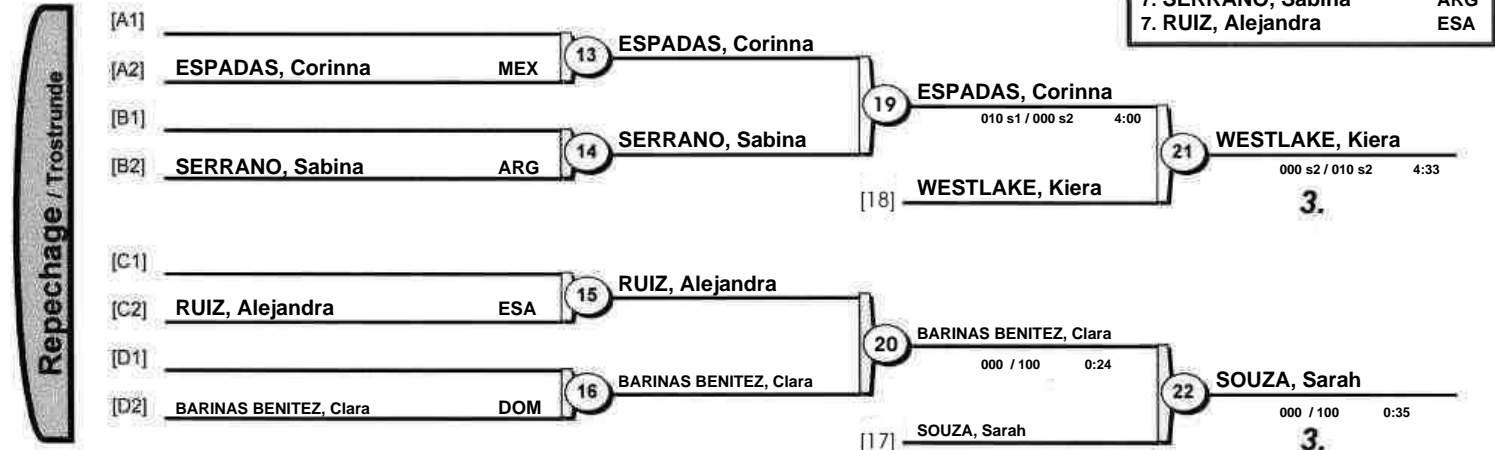 7. SERRANO, Sabina ARG
7. RUIZ, Alejandra ESA
Repechage / Trostrunde
[A1]
[A2] ESPADAS, Corinna MEX
13
ESPADAS, Corinna
[B1]
[B2] SERRANO, Sabina ARG
14
SERRANO, Sabina
19
ESPADAS, Corinna
010 s1 / 000 s2 4:00
[18] WESTLAKE, Kiera
21
WESTLAKE, Kiera
000 s2 / 010 s2 4:33
3.
[C1]
[C2] RUIZ, Alejandra ESA
15
RUIZ, Alejandra
[D1]
[D2] BARINAS BENITEZ, Clara DOM
16
BARINAS BENITEZ, Clara
20
BARINAS BENITEZ, Clara
000 / 100 0:24
[17] SOUZA, Sarah
22
SOUZA, Sarah
000 / 100 0:35
3.